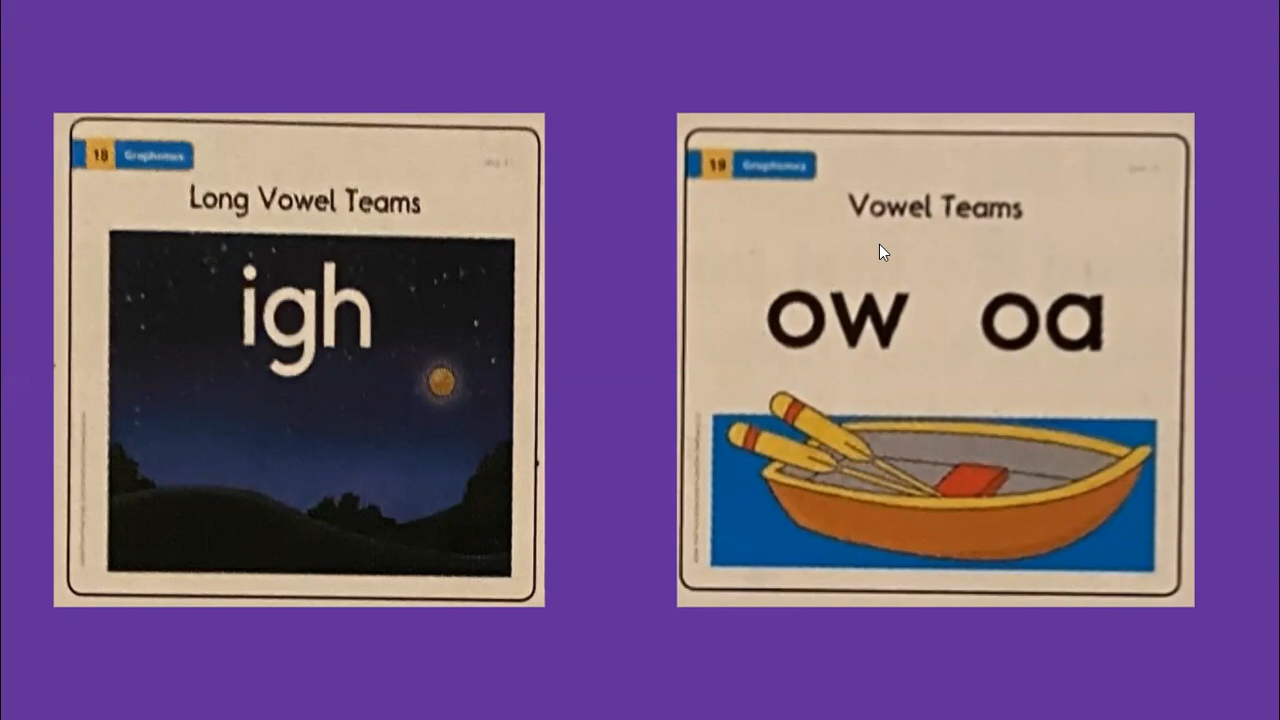 18 Graphemes
Long Vowel Teams
igh
19 Graphemes
Vowel Teams
ow oa